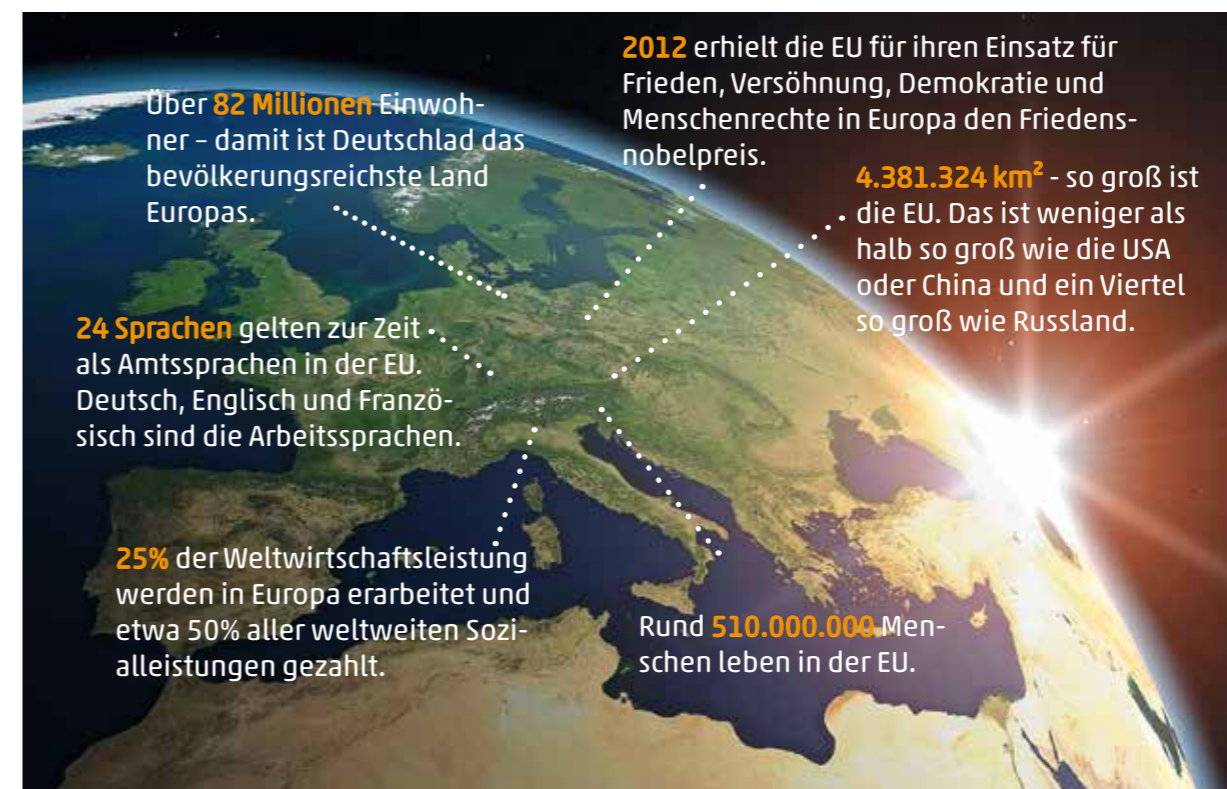 2012 erhielt die EU für ihren Einsatz für
Frieden, Versöhnung, Demokratie und
Menschenrechte in Europa den Friedens-
nobelpreis.
Über 82 Millionen Einwoh-
ner – damit ist Deutschlad das
bevölkerungsreichste Land
Europas.
4.381.324 km² - so groß ist
die EU. Das ist weniger als
halb so groß wie die USA
oder China und ein Viertel
so groß wie Russland.
24 Sprachen gelten zur Zeit
als Amtssprachen in der EU.
Deutsch, Englisch und Franzö-
sisch sind die Arbeitssprachen.
25% der Weltwirtschaftsleistung
werden in Europa erarbeitet und
etwa 50% aller weltweiten Sozi-
alleistungen gezahlt.
Rund 510.000.000 Men-
schen leben in der EU.